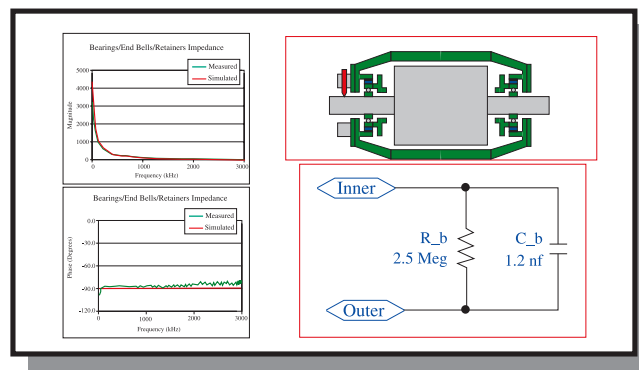 Bearings/End Bells/Retainers Impedance
Measured
Simulated
5000
4000
3000
2000
1000
0
Magnitude
0
1000
2000
3000
Frequency (kHz)
Bearings/End Bells/Retainers Impedance
Measured
Simulated
0.0
-30.0
-60.0
-90.0
-120.0
Phase (Degrees)
0
1000
2000
3000
Frequency (kHz)
Inner
R_b
2.5 Meg
C_b
1.2 nf
Outer